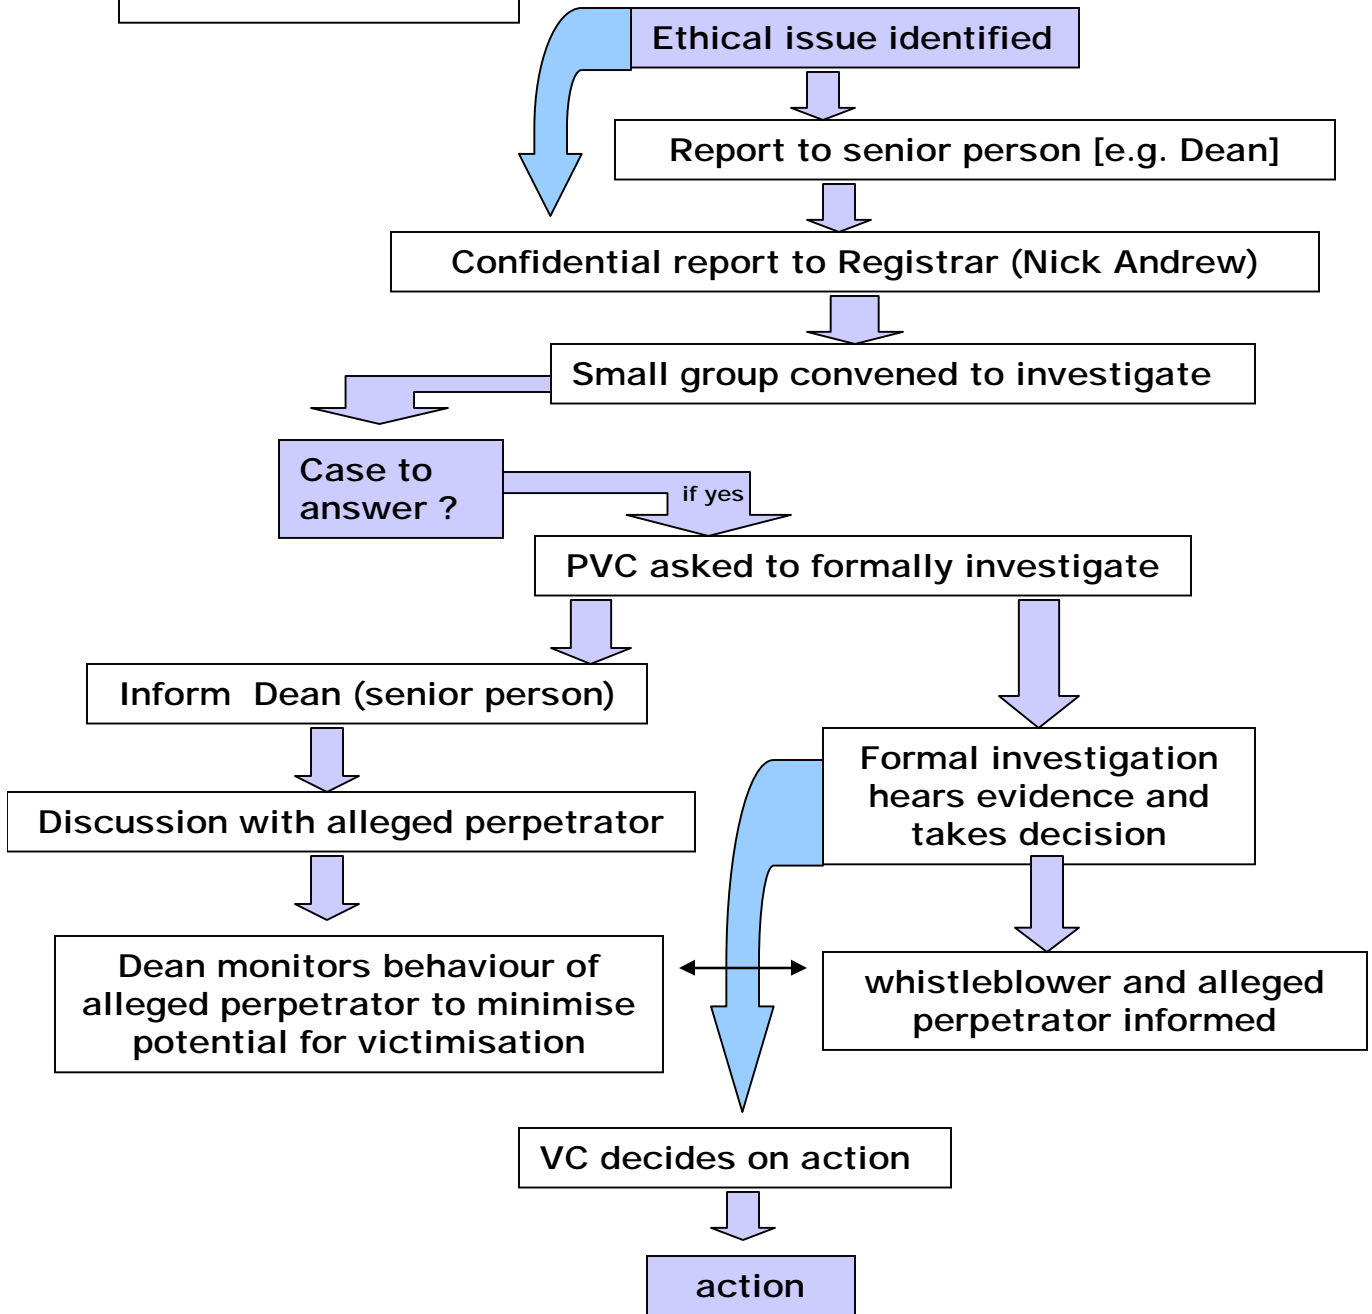 Ethical issue identified
Report to senior person [e.g. Dean]
Confidential report to Registrar (Nick Andrew)
Small group convened to investigate
Case to
answer ?
if yes
PVC asked to formally investigate
Inform Dean (senior person)
Formal investigation
hears evidence and
takes decision
Discussion with alleged perpetrator
Dean monitors behaviour of
alleged perpetrator to minimise
potential for victimisation
whistleblower and alleged
perpetrator informed
VC decides on action
action